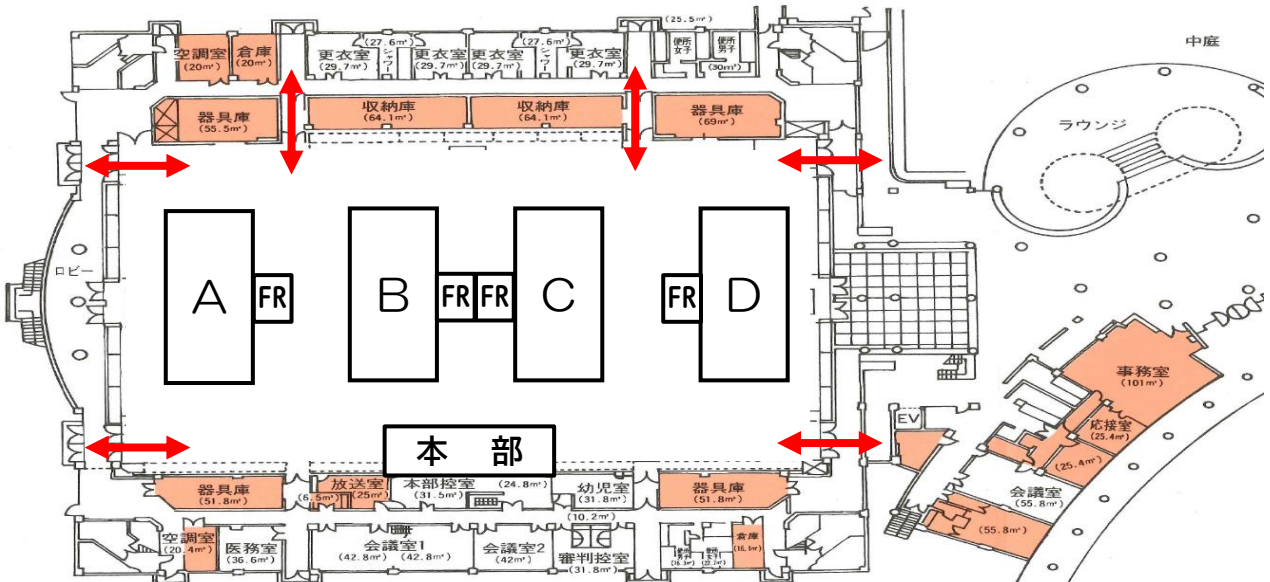 (25.5㎡)
空調室
(20㎡)
倉庫
(20㎡)
更衣室
(29.7㎡)
(27.6㎡)
シャワー
更衣室
(29.7㎡)
更衣室
(29.7㎡)
(27.6㎡)
シャワー
更衣室
(29.7㎡)
便所
女子
便所
男子
(30㎡)
中庭
器具庫
(55.5㎡)
収納庫
(64.1㎡)
収納庫
(64.1㎡)
器具庫
(69㎡)
ラウンジ
ロビー
A
FR
B
FR
FR
C
FR
D
事務室
(101㎡)
応接室
(25.4㎡)
(25.4㎡)
EV
会議室
(55.8㎡)
(55.8㎡)
本 部
器具庫
(51.8㎡)
(6.5㎡)
放送室
(25㎡)
本部控室
(31.5㎡)
(24.8㎡)
幼児室
(31.8㎡)
器具庫
(51.8㎡)
(10.2㎡)
空調室
(20.4㎡)
医務室
(36.6㎡)
会議室1
(42.8㎡)
(42.8㎡)
会議室2
(42㎡)
審判控室
(31.8㎡)
便所
男子
便所
女子
倉庫